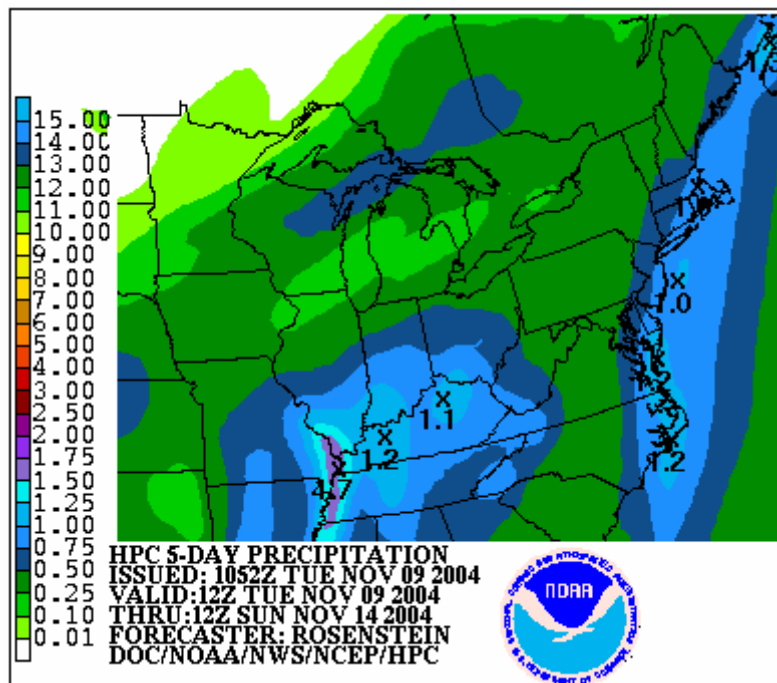 15.00
14.00
13.00
12.00
11.00
10.00
9.00
8.00
7.00
6.00
5.00
4.00
3.00
2.50
2.00
1.75
1.50
1.25
1.00
0.75
0.50
0.25
0.10
0.01
X
X
X
1.0
X
1.1
X
1.2
X
1.2
HPC 5-DAY PRECIPITATION
ISSUED: 1052Z TUE NOV 09 2004
VALID:12Z TUE NOV 09 2004
THRU:12Z SUN NOV 14 2004
FORECASTER: ROSENSTEIN
DOC/NOAA/NWS/NCEP/HPC
NOAA